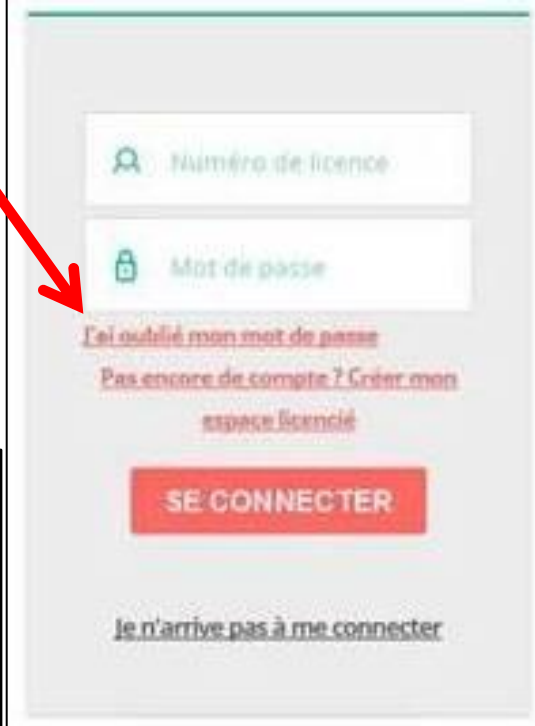 Numéro de licence
Mot de passe
J'ai oublié mon mot de passe
Pas encore de compte ? Créer mon
espace licencié
SE CONNECTER
Je n'arrive pas à me connecter